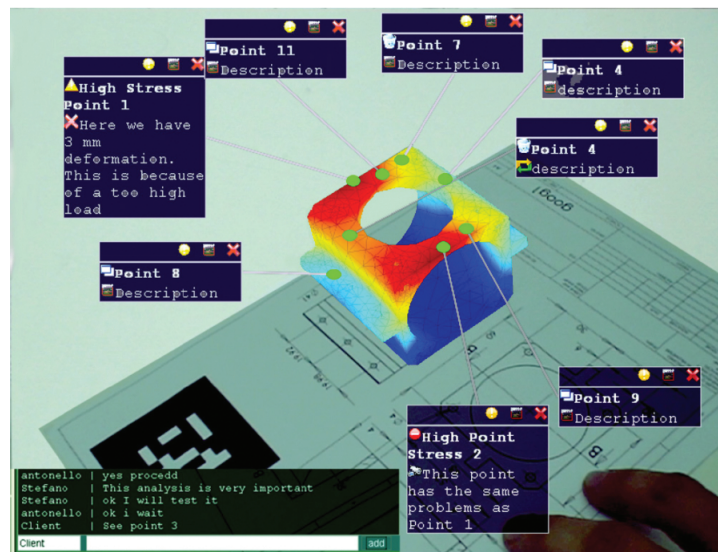 Point 11
Description
Point 7
Description
Point 4
description
High Stress
Point 1
Here we have
3 mm
deformation.
This is because
of a too high
load
Point 4
description
Point 8
Description
Point 9
Description
High Point
Stress 2
This point
has the same
problems as
Point 1
antonello | yes procedd
Stefano | This analysis is very important
Stefano | ok I will test it
antonello | ok i wait
Client | See point 3
Client
add